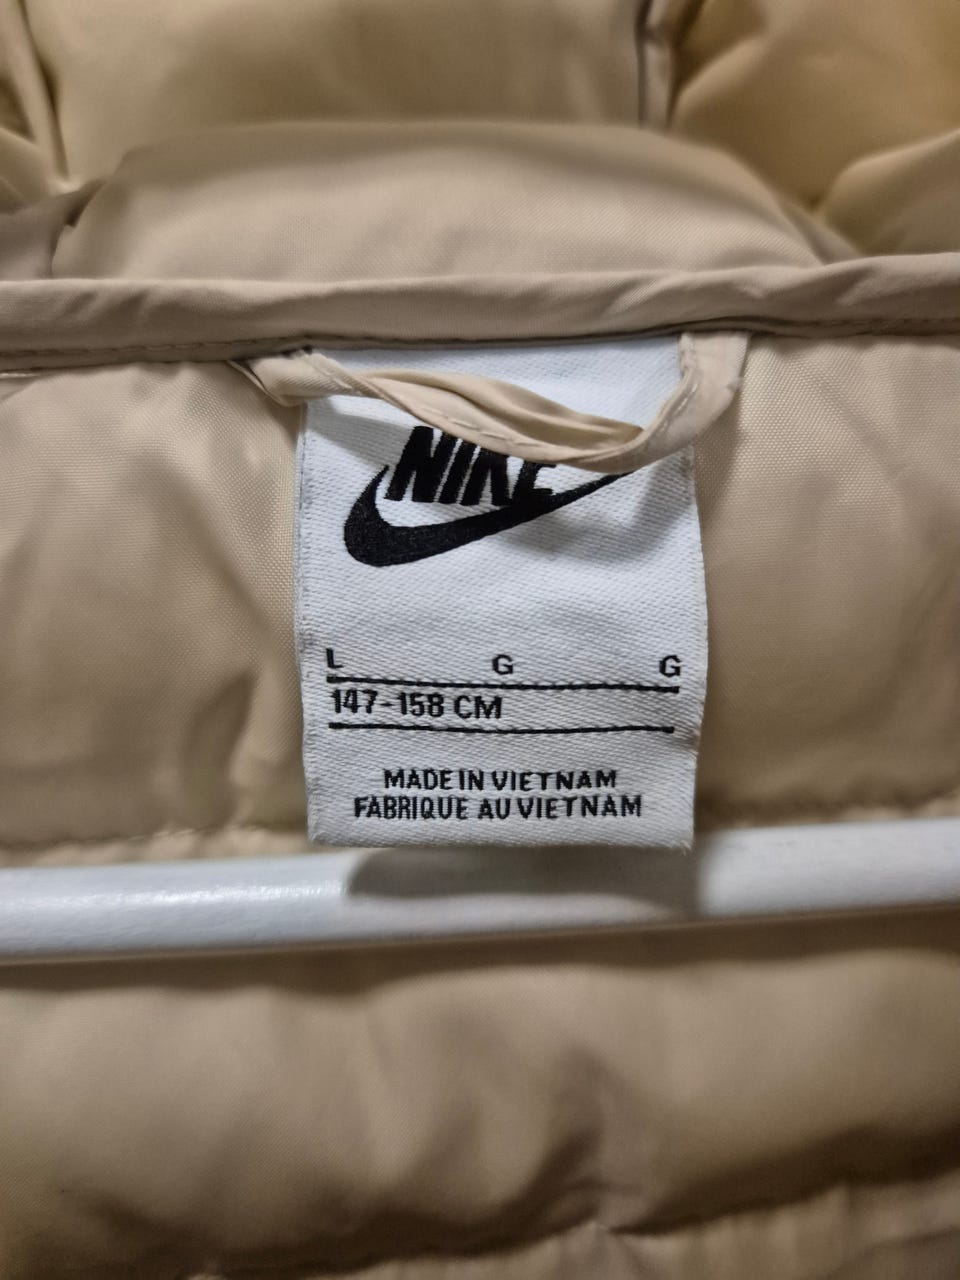 NIKE
L G G
147-158 CM
MADE IN VIETNAM
FABRIQUE AU VIETNAM